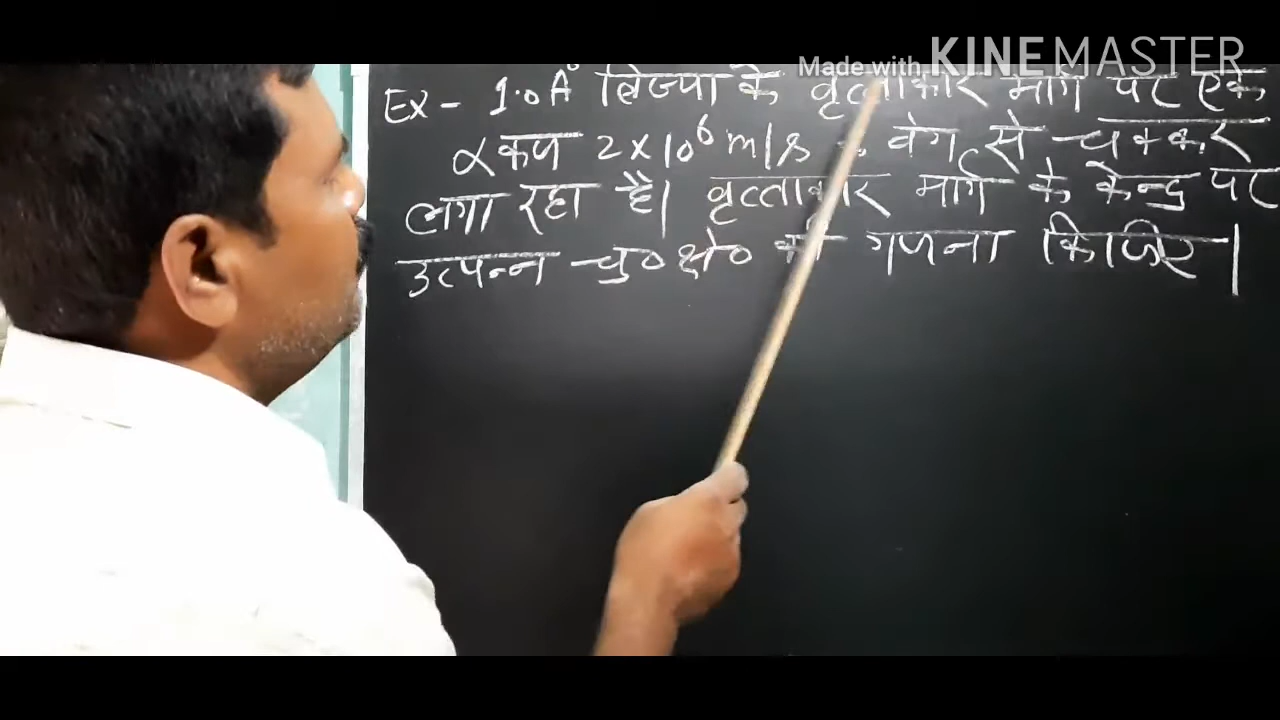 Made with KINEMASTER
Ex- 1.0 A° त्रिज्या के वृत्ताकार मार्ग पर एक
α कण 2×10⁶ m/s वेग से चक्कर
लगा रहा है। वृत्ताकार मार्ग के केन्द्र पर
उत्पन्न चु० क्षे० की गणना किजिए।